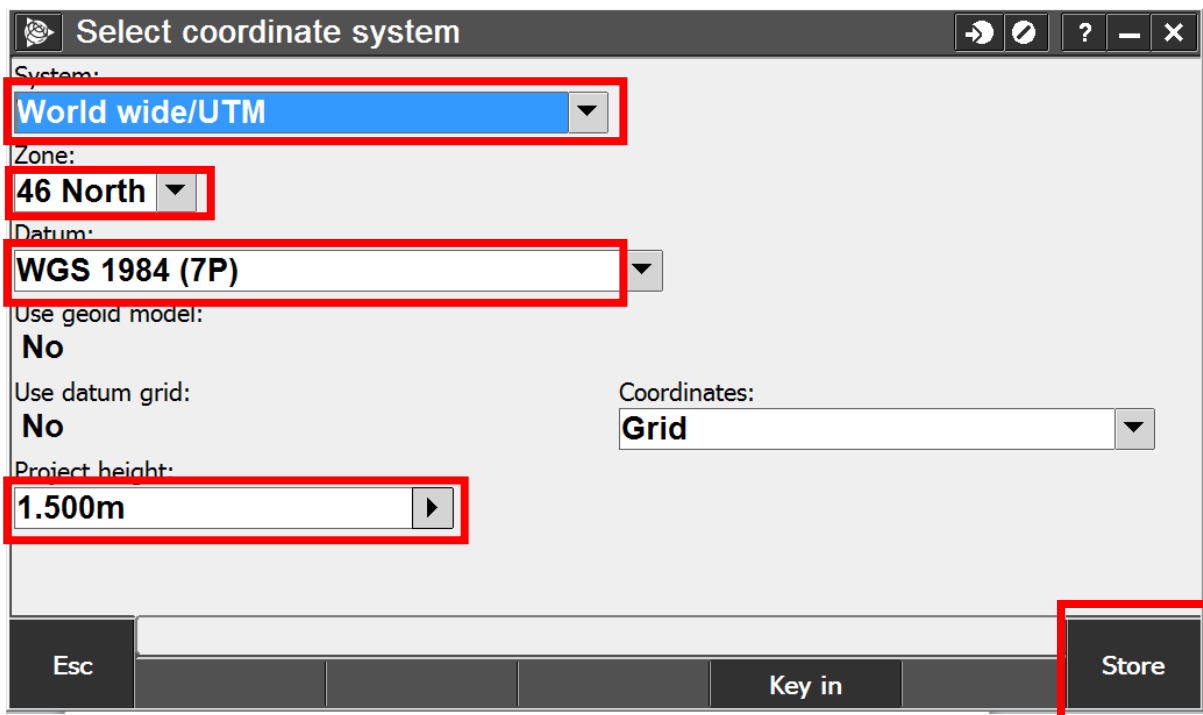 Select coordinate system
?
System:
World wide/UTM
Zone:
46 North
Datum:
WGS 1984 (7P)
Use geoid model:
No
Use datum grid:
No
Coordinates:
Grid
Project height:
1.500m
Esc
Key in
Store